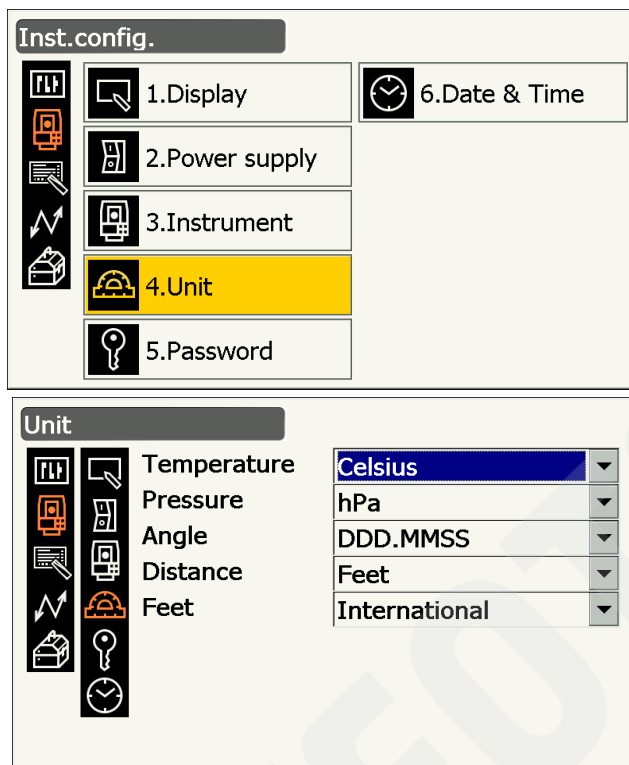 Inst.config.
1.Display
6.Date & Time
2.Power supply
3.Instrument
4.Unit
5.Password
Unit
Temperature Celsius
Pressure hPa
Angle DDD.MMSS
Distance Feet
Feet International